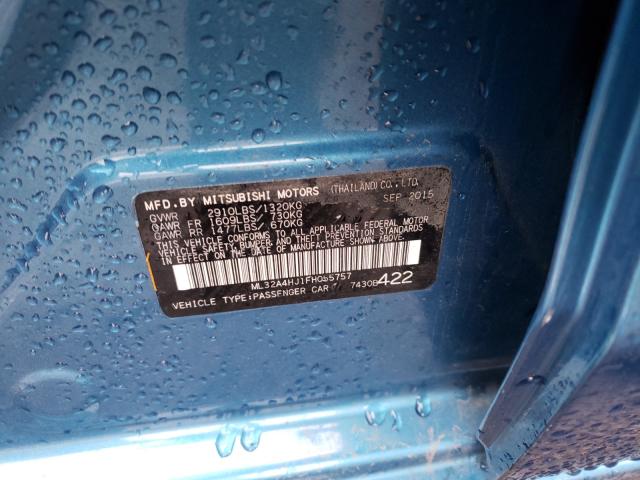 MFD.BY MITSUBISHI MOTORS (THAILAND) CO., LTD.
GVWR 2910LBS/1320KG SEP 2015
GAWR FR 1609LBS/ 730KG
GAWR RR 1477LBS/ 670KG
THIS VEHICLE CONFORMS TO ALL APPLICABLE FEDERAL MOTOR
VEHICLE SAFETY, BUMPER, AND THEFT PREVENTION STANDARDS
IN EFFECT ON THE DATE OF MANUFACTURE SHOWN ABOVE.
ML32A4HJ1FH055757
VEHICLE TYPE:PASSENGER CAR 7430B422